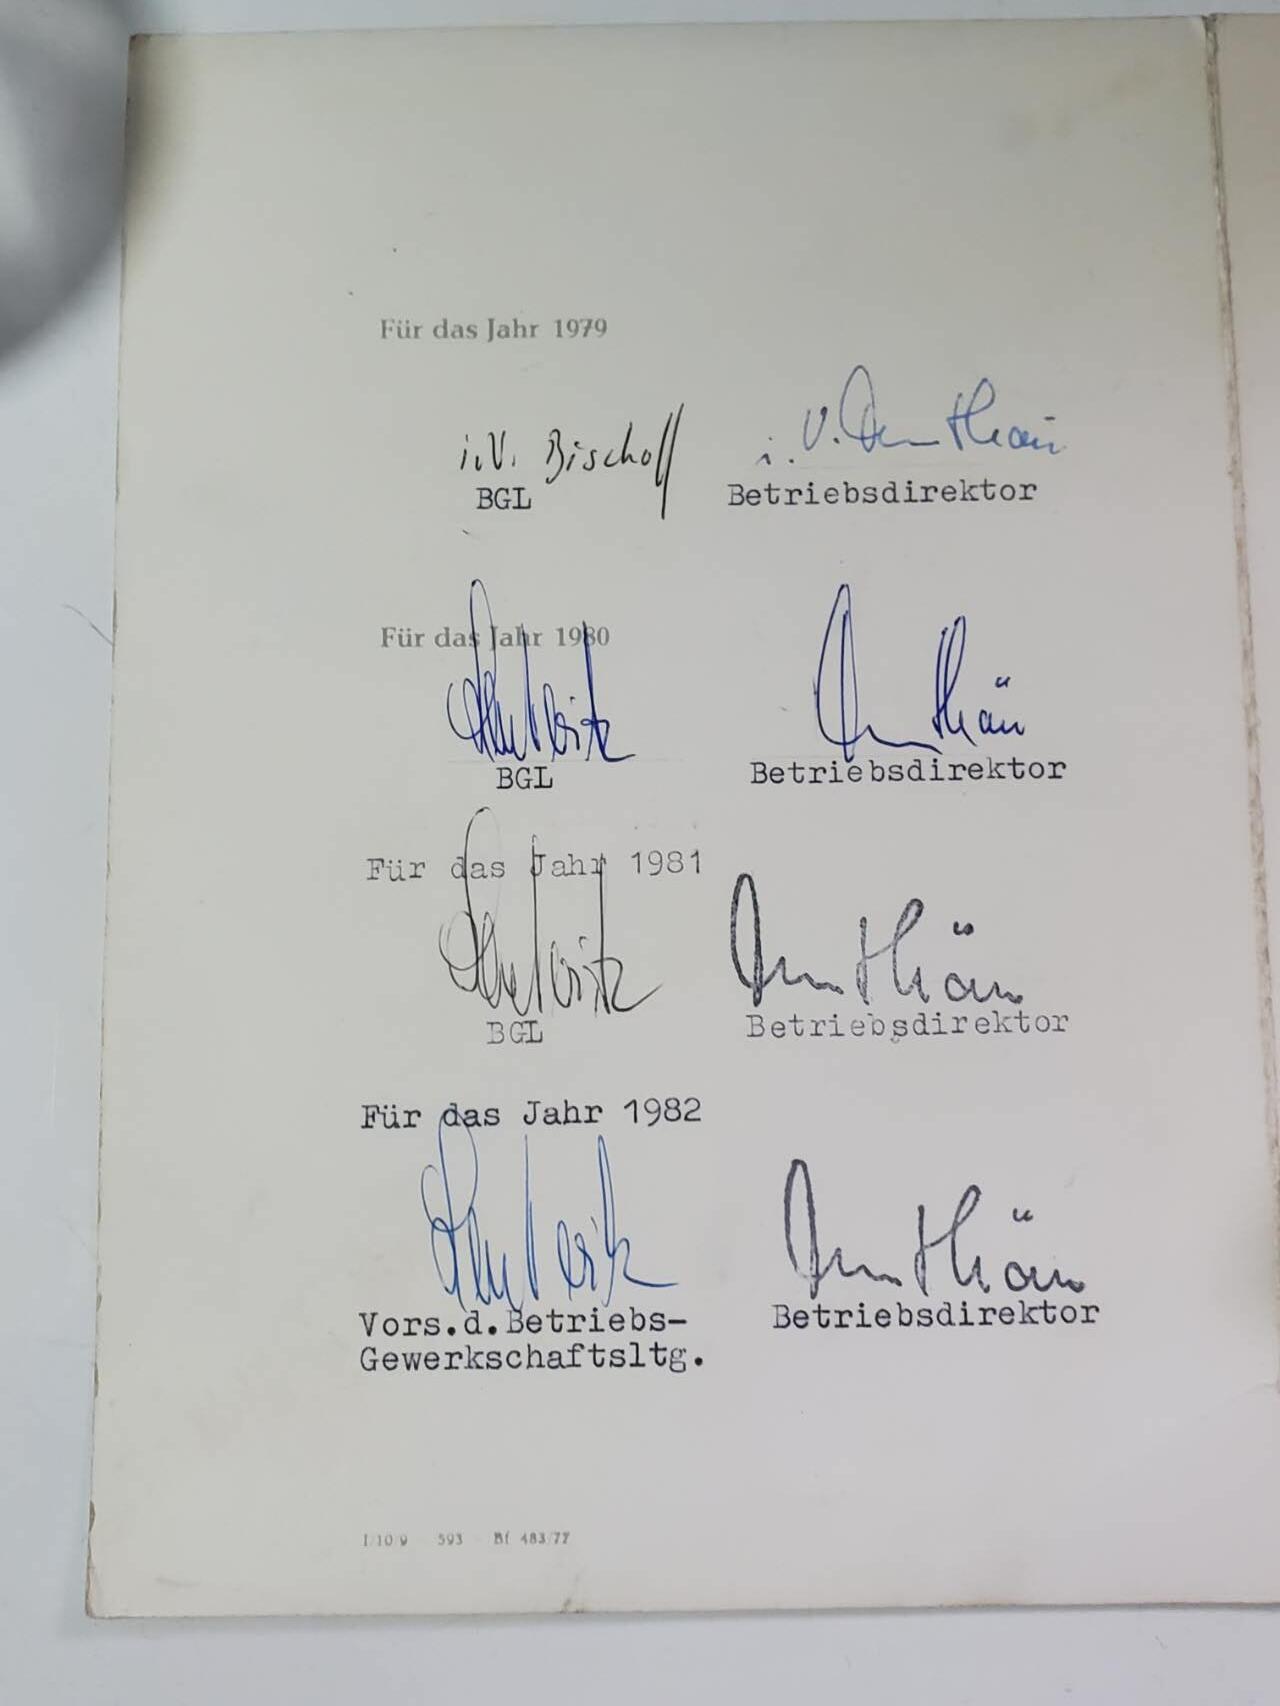 Für das Jahr 1979
i.V. Bischoff
i.V.
BGL
Betriebsdirektor
Für das Jahr 1980
BGL
Betriebsdirektor
Für das Jahr 1981
BGL
Betriebsdirektor
Für das Jahr 1982
Vors.d.Betriebs-
Gewerkschaftsltg.
Betriebsdirektor
I/10/9 593 Bf 483/77